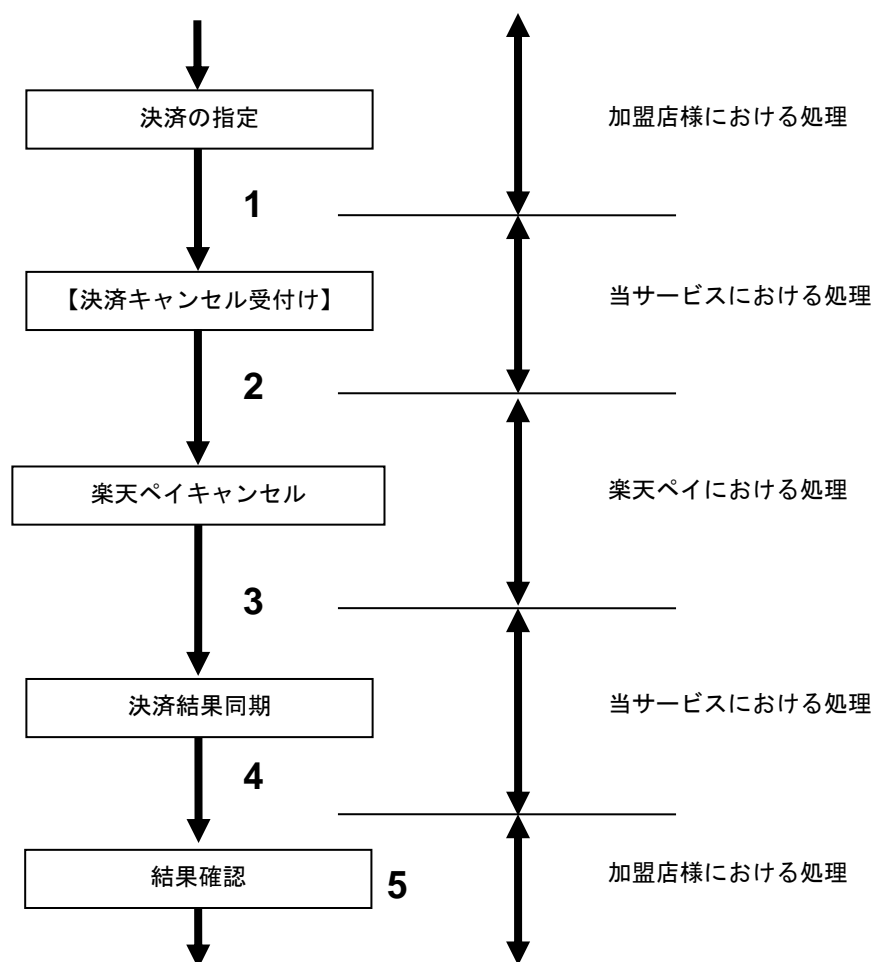 決済の指定
加盟店様における処理
1
【決済キャンセル受付け】
当サービスにおける処理
2
楽天ペイキャンセル
楽天ペイにおける処理
3
決済結果同期
当サービスにおける処理
4
結果確認
5
加盟店様における処理